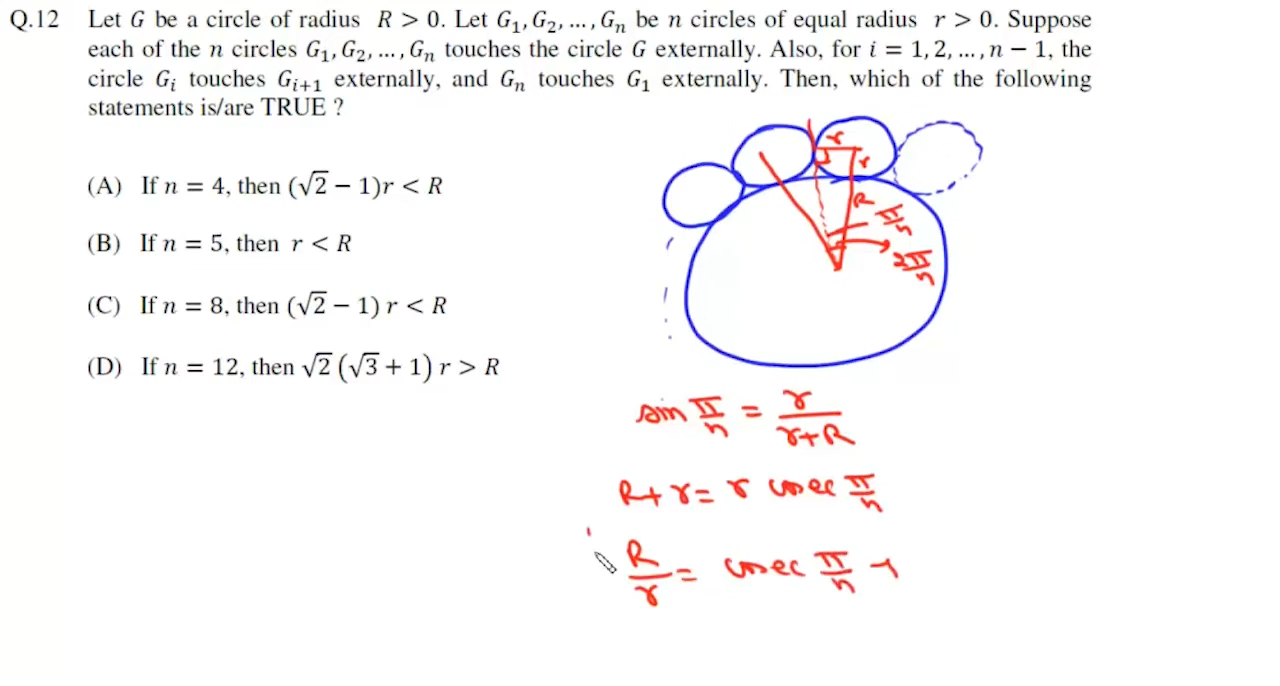 Q.12 Let G be a circle of radius R > 0. Let G₁, G₂, … , Gₙ be n circles of equal radius r > 0. Suppose
each of the n circles G₁, G₂, … , Gₙ touches the circle G externally. Also, for i = 1, 2, … , n − 1, the
circle Gᵢ touches Gᵢ₊₁ externally, and Gₙ touches G₁ externally. Then, which of the following
statements is/are TRUE ?
(A) If n = 4, then (√2 − 1)r < R
(B) If n = 5, then r < R
(C) If n = 8, then (√2 − 1) r < R
(D) If n = 12, then √2 (√3 + 1) r > R
r
r
R
π/n
2π/n
sin π/n = r/(r+R)
R+r = r cosec π/n
R/r = cosec π/n -1